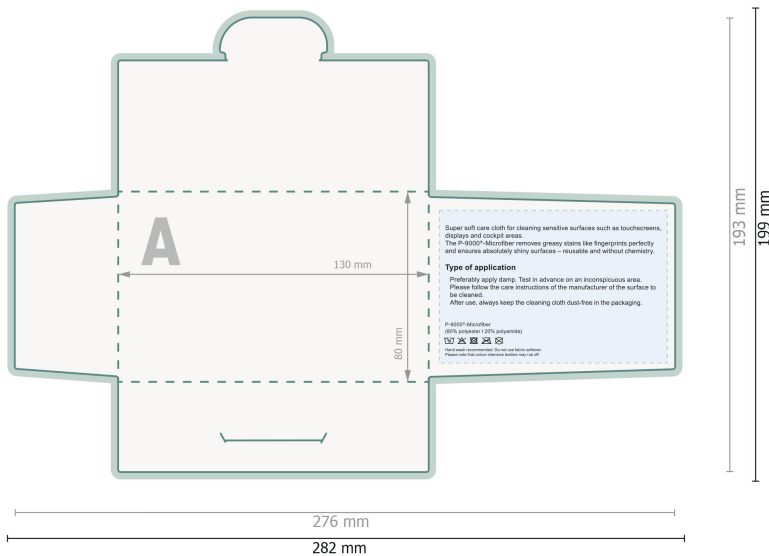 A
130 mm
80 mm
Super soft care cloth for cleaning sensitive surfaces such as touchscreens,
displays and cockpit areas.
The P-9000®-Microfiber removes greasy stains like fingerprints perfectly
and ensures absolutely shiny surfaces – reusable and without chemistry.
Type of application
Preferably apply damp. Test in advance on an inconspicuous area.
Please follow the care instructions of the manufacturer of the surface to
be cleaned.
After use, always keep the cleaning cloth dust-free in the packaging.
P-9000®-Microfiber
(80% polyester I 20% polyamide)
Hand wash recommended. Do not use fabric softener.
Please note that colour-intensive textiles may rub off.
193 mm
199 mm
276 mm
282 mm